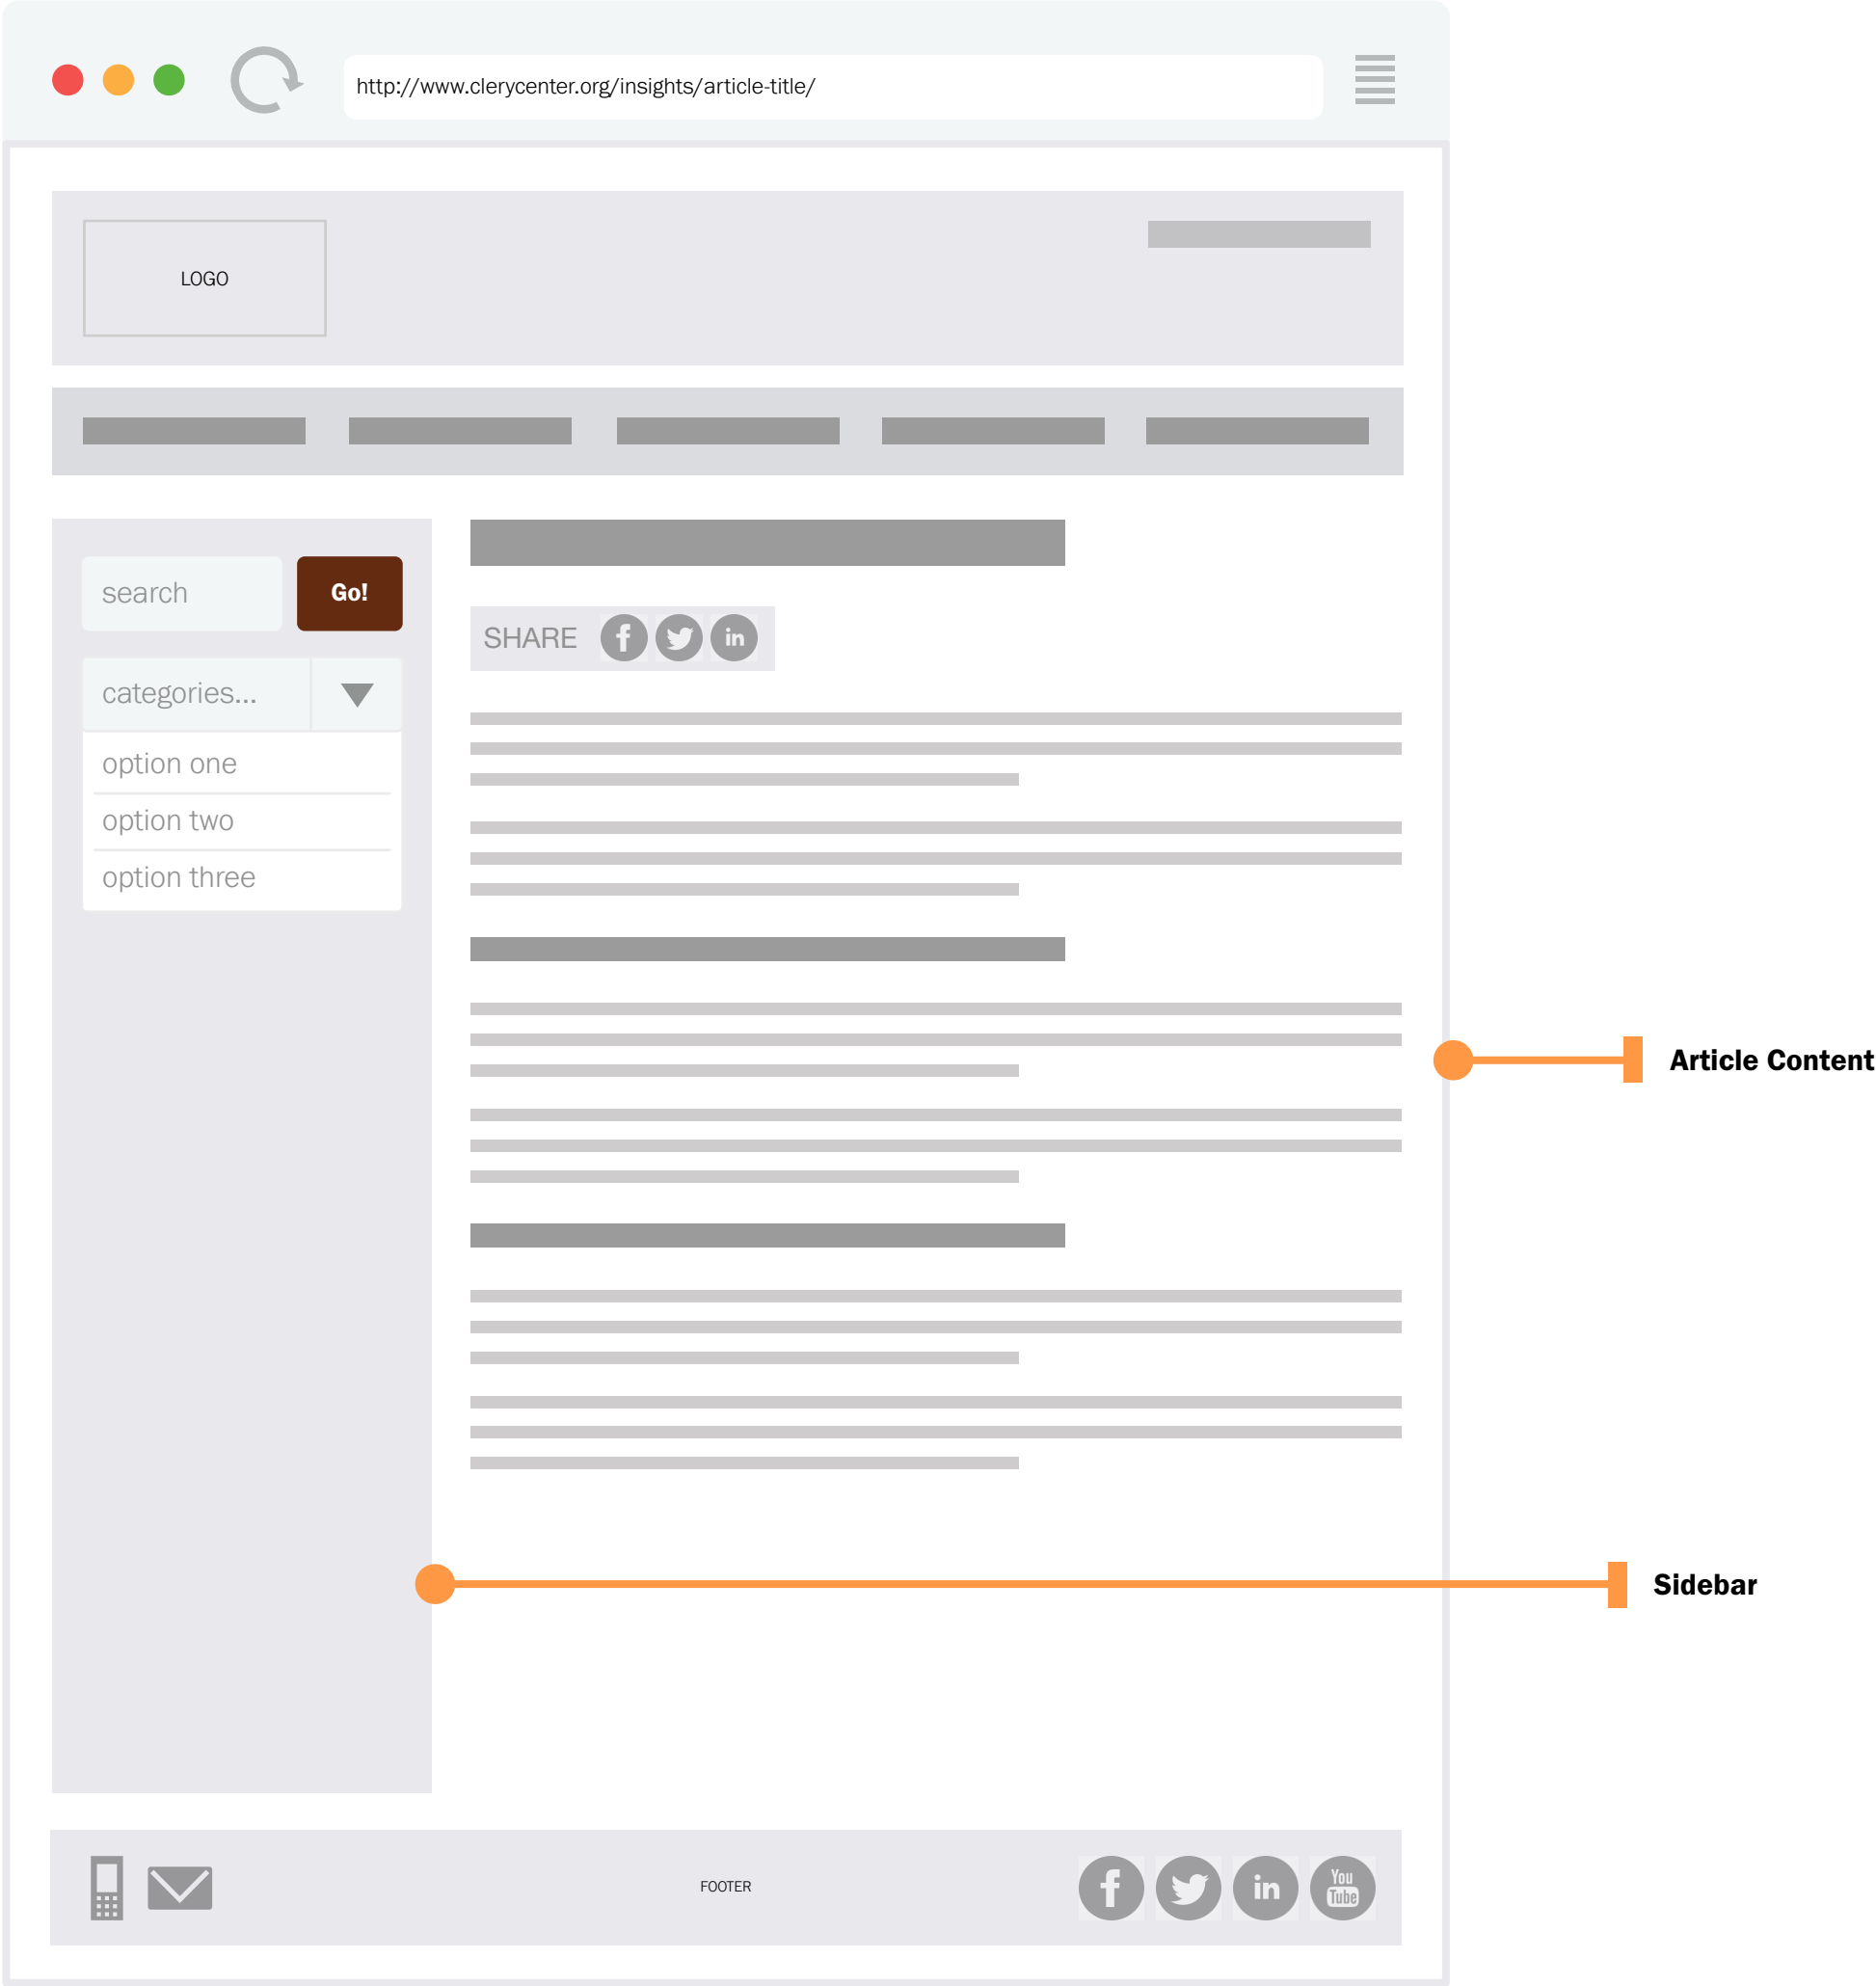 http://www.clerycenter.org/insights/article-title/
LOGO
search
Go!
SHARE
f
in
categories...
option one
option two
option three
Article Content
Sidebar
FOOTER
f
in
You
Tube